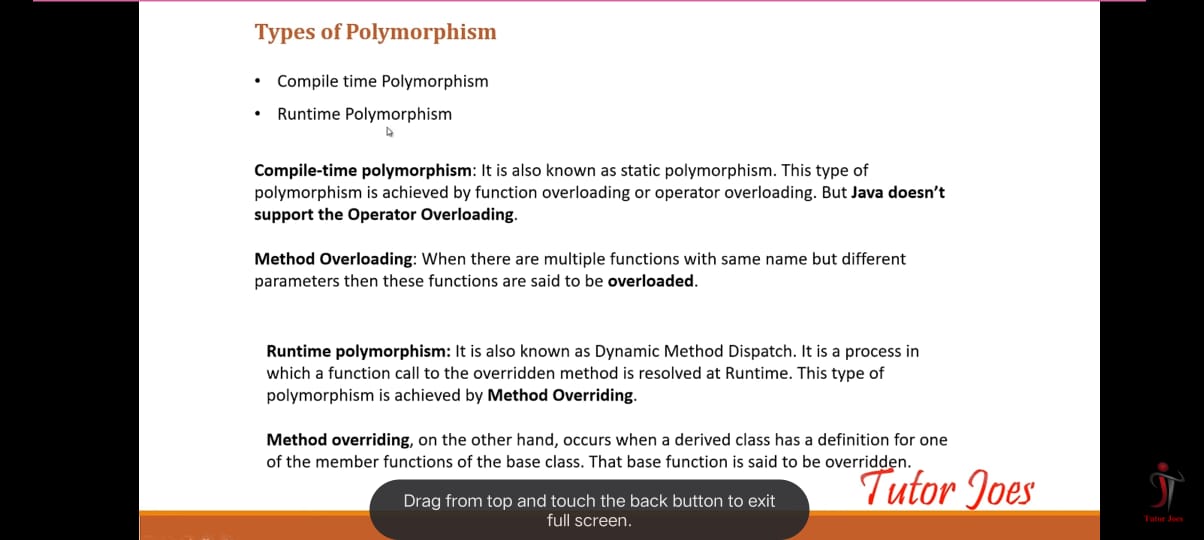 Types of Polymorphism
• Compile time Polymorphism
• Runtime Polymorphism
Compile-time polymorphism: It is also known as static polymorphism. This type of
polymorphism is achieved by function overloading or operator overloading. But Java doesn’t
support the Operator Overloading.
Method Overloading: When there are multiple functions with same name but different
parameters then these functions are said to be overloaded.
Runtime polymorphism: It is also known as Dynamic Method Dispatch. It is a process in
which a function call to the overridden method is resolved at Runtime. This type of
polymorphism is achieved by Method Overriding.
Method overriding, on the other hand, occurs when a derived class has a definition for one
of the member functions of the base class. That base function is said to be overridden.
Tutor Joes
Tutor Joes
Drag from top and touch the back button to exit
full screen.